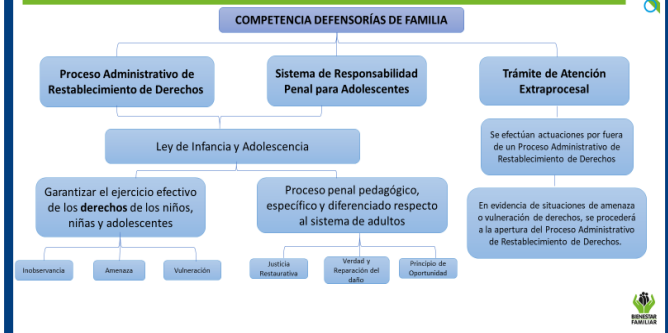 COMPETENCIA DEFENSORÍAS DE FAMILIA
Proceso Administrativo de
Restablecimiento de Derechos
Sistema de Responsabilidad
Penal para Adolescentes
Trámite de Atención
Extraprocesal
Ley de Infancia y Adolescencia
Se efectúan actuaciones por fuera
de un Proceso Administrativo de
Restablecimiento de Derechos
Garantizar el ejercicio efectivo
de los derechos de los niños,
niñas y adolescentes
Proceso penal pedagógico,
específico y diferenciado respecto
al sistema de adultos
En evidencia de situaciones de amenaza
o vulneración de derechos, se procederá
a la apertura del Proceso Administrativo
de Restablecimiento de Derechos.
Inobservancia
Amenaza
Vulneración
Justicia
Restaurativa
Verdad y
Reparación del
daño
Principio de
Oportunidad
BIENESTAR
FAMILIAR